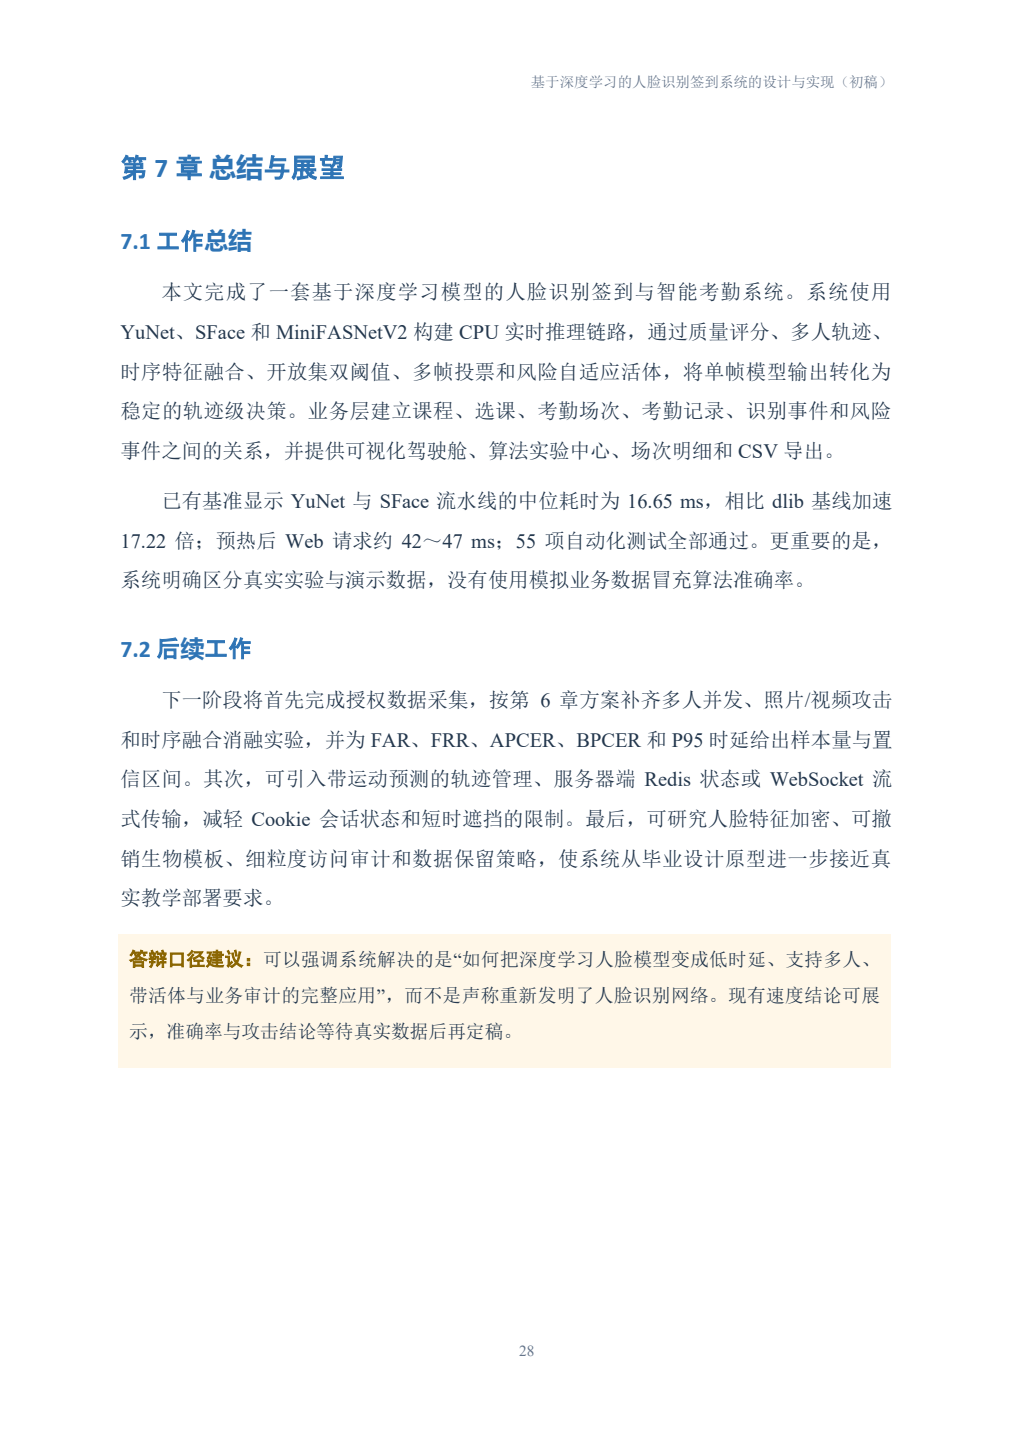 基于深度学习的人脸识别签到系统的设计与实现（初稿）
第 7 章 总结与展望
7.1 工作总结
本文完成了一套基于深度学习模型的人脸识别签到与智能考勤系统。系统使用
YuNet、SFace 和 MiniFASNetV2 构建 CPU 实时推理链路，通过质量评分、多人轨迹、
时序特征融合、开放集双阈值、多帧投票和风险自适应活体，将单帧模型输出转化为
稳定的轨迹级决策。业务层建立课程、选课、考勤场次、考勤记录、识别事件和风险
事件之间的关系，并提供可视化驾驶舱、算法实验中心、场次明细和 CSV 导出。
已有基准显示 YuNet 与 SFace 流水线的中位耗时为 16.65 ms，相比 dlib 基线加速
17.22 倍；预热后 Web 请求约 42～47 ms；55 项自动化测试全部通过。更重要的是，
系统明确区分真实实验与演示数据，没有使用模拟业务数据冒充算法准确率。
7.2 后续工作
下一阶段将首先完成授权数据采集，按第 6 章方案补齐多人并发、照片/视频攻击
和时序融合消融实验，并为 FAR、FRR、APCER、BPCER 和 P95 时延给出样本量与置
信区间。其次，可引入带运动预测的轨迹管理、服务器端 Redis 状态或 WebSocket 流
式传输，减轻 Cookie 会话状态和短时遮挡的限制。最后，可研究人脸特征加密、可撤
销生物模板、细粒度访问审计和数据保留策略，使系统从毕业设计原型进一步接近真
实教学部署要求。
答辩口径建议：可以强调系统解决的是“如何把深度学习人脸模型变成低时延、支持多人、
带活体与业务审计的完整应用”，而不是声称重新发明了人脸识别网络。现有速度结论可展
示，准确率与攻击结论等待真实数据后再定稿。
28